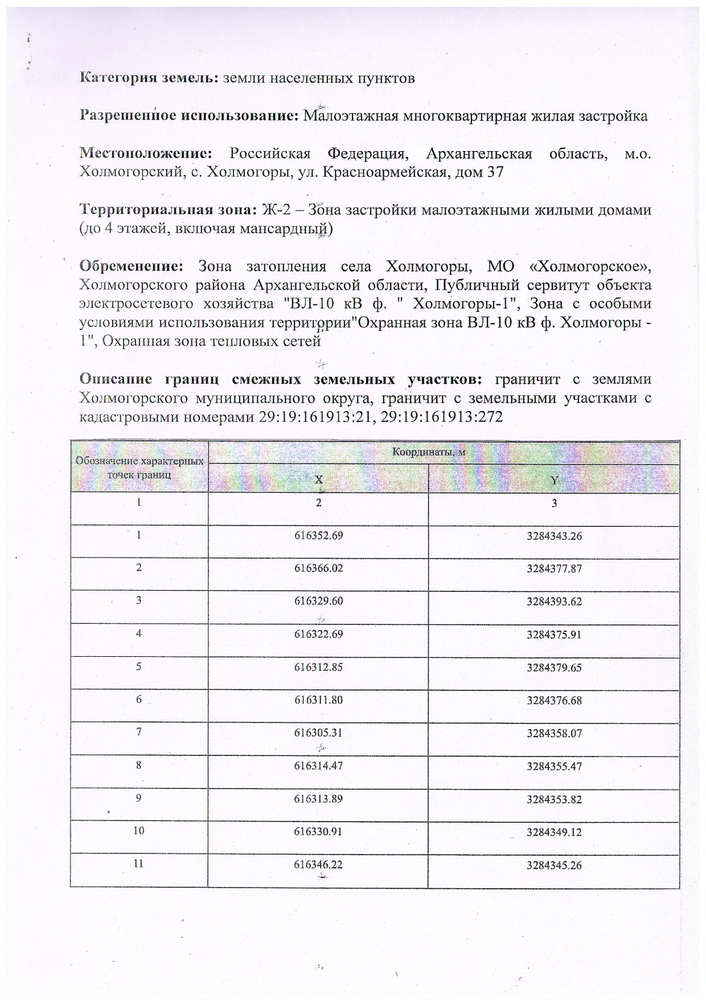 Категория земель: земли населенных пунктов
Разрешенное использование: Малоэтажная многоквартирная жилая застройка
Местоположение: Российская Федерация, Архангельская область, м.о.
Холмогорский, с. Холмогоры, ул. Красноармейская, дом 37
Территориальная зона: Ж-2 – Зона застройки малоэтажными жилыми домами
(до 4 этажей, включая мансардный)
Обременение: Зона затопления села Холмогоры, МО «Холмогорское»,
Холмогорского района Архангельской области, Публичный сервитут объекта
электросетевого хозяйства "ВЛ-10 кВ ф. " Холмогоры-1", Зона с особыми
условиями использования территории"Охранная зона ВЛ-10 кВ ф. Холмогоры -
1", Охранная зона тепловых сетей
Описание границ смежных земельных участков: граничит с землями
Холмогорского муниципального округа, граничит с земельными участками с
кадастровыми номерами 29:19:161913:21, 29:19:161913:272
Обозначение характерных
точек границ
Координаты, м
X Y
1 2 3
1 616352.69 3284343.26
2 616366.02 3284377.87
3 616329.60 3284393.62
4 616322.69 3284375.91
5 616312.85 3284379.65
6 616311.80 3284376.68
7 616305.31 3284358.07
8 616314.47 3284355.47
9 616313.89 3284353.82
10 616330.91 3284349.12
11 616346.22 3284345.26